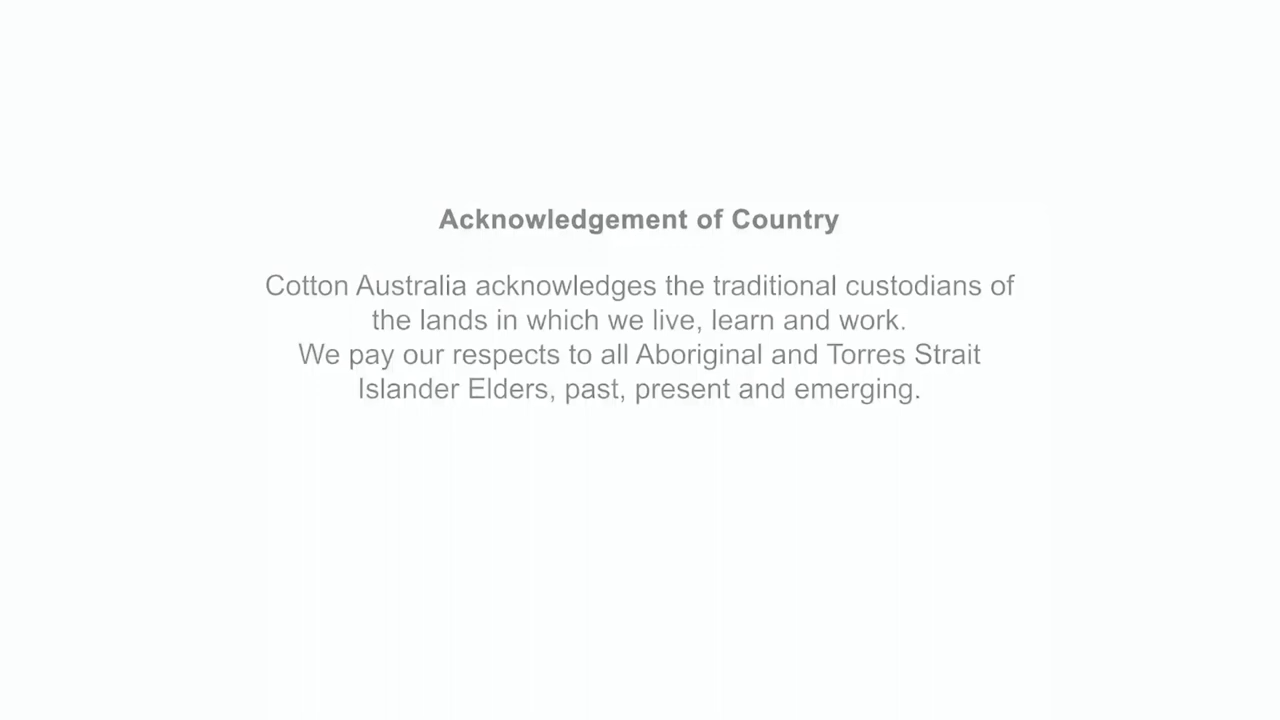 Acknowledgement of Country
Cotton Australia acknowledges the traditional custodians of
the lands in which we live, learn and work.
We pay our respects to all Aboriginal and Torres Strait
Islander Elders, past, present and emerging.